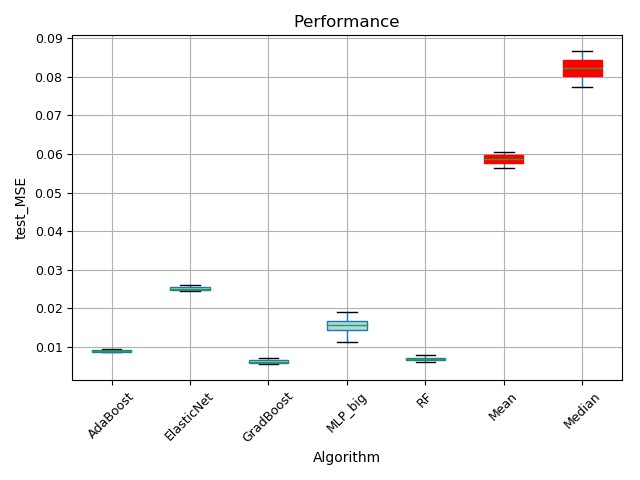 Performance
test_MSE
0.09
0.08
0.07
0.06
0.05
0.04
0.03
0.02
0.01
AdaBoost
ElasticNet
GradBoost
MLP_big
RF
Mean
Median
Algorithm